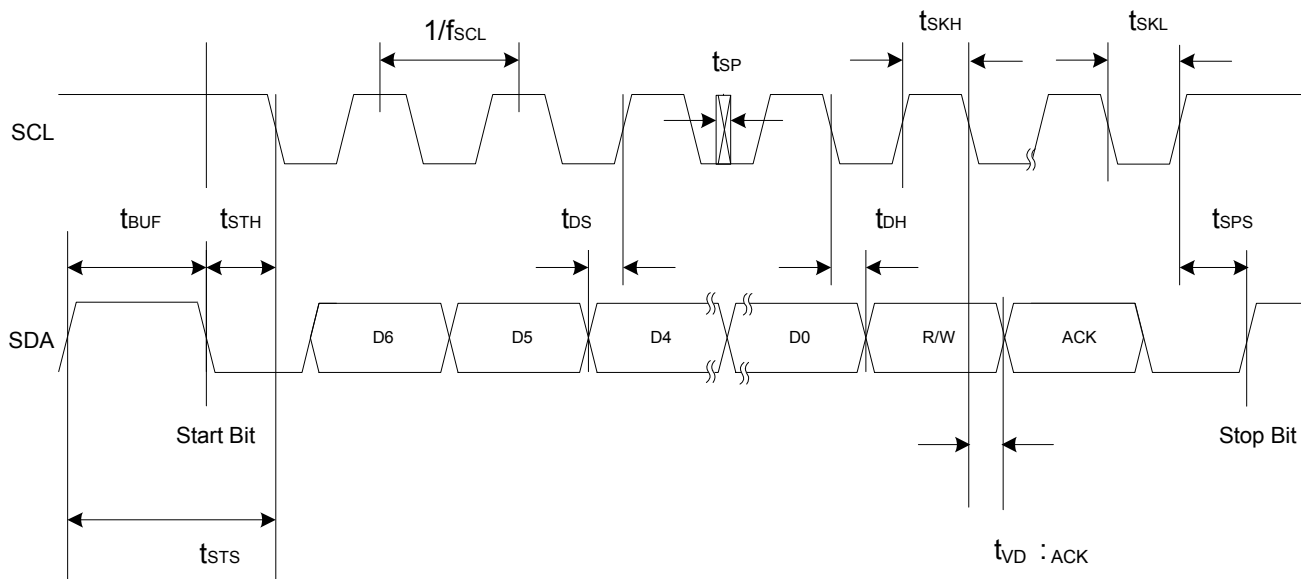 1/fSCL
tSP
tSKH
tSKL
SCL
tBUF
tSTH
tDS
tDH
tSPS
SDA
D6
D5
D4
D0
R/W
ACK
Start Bit
Stop Bit
tSTS
tVD : ACK